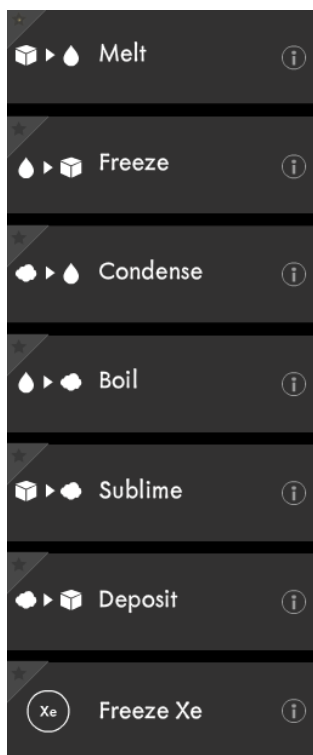 Melt
Freeze
Condense
Boil
Sublime
Deposit
Xe Freeze Xe